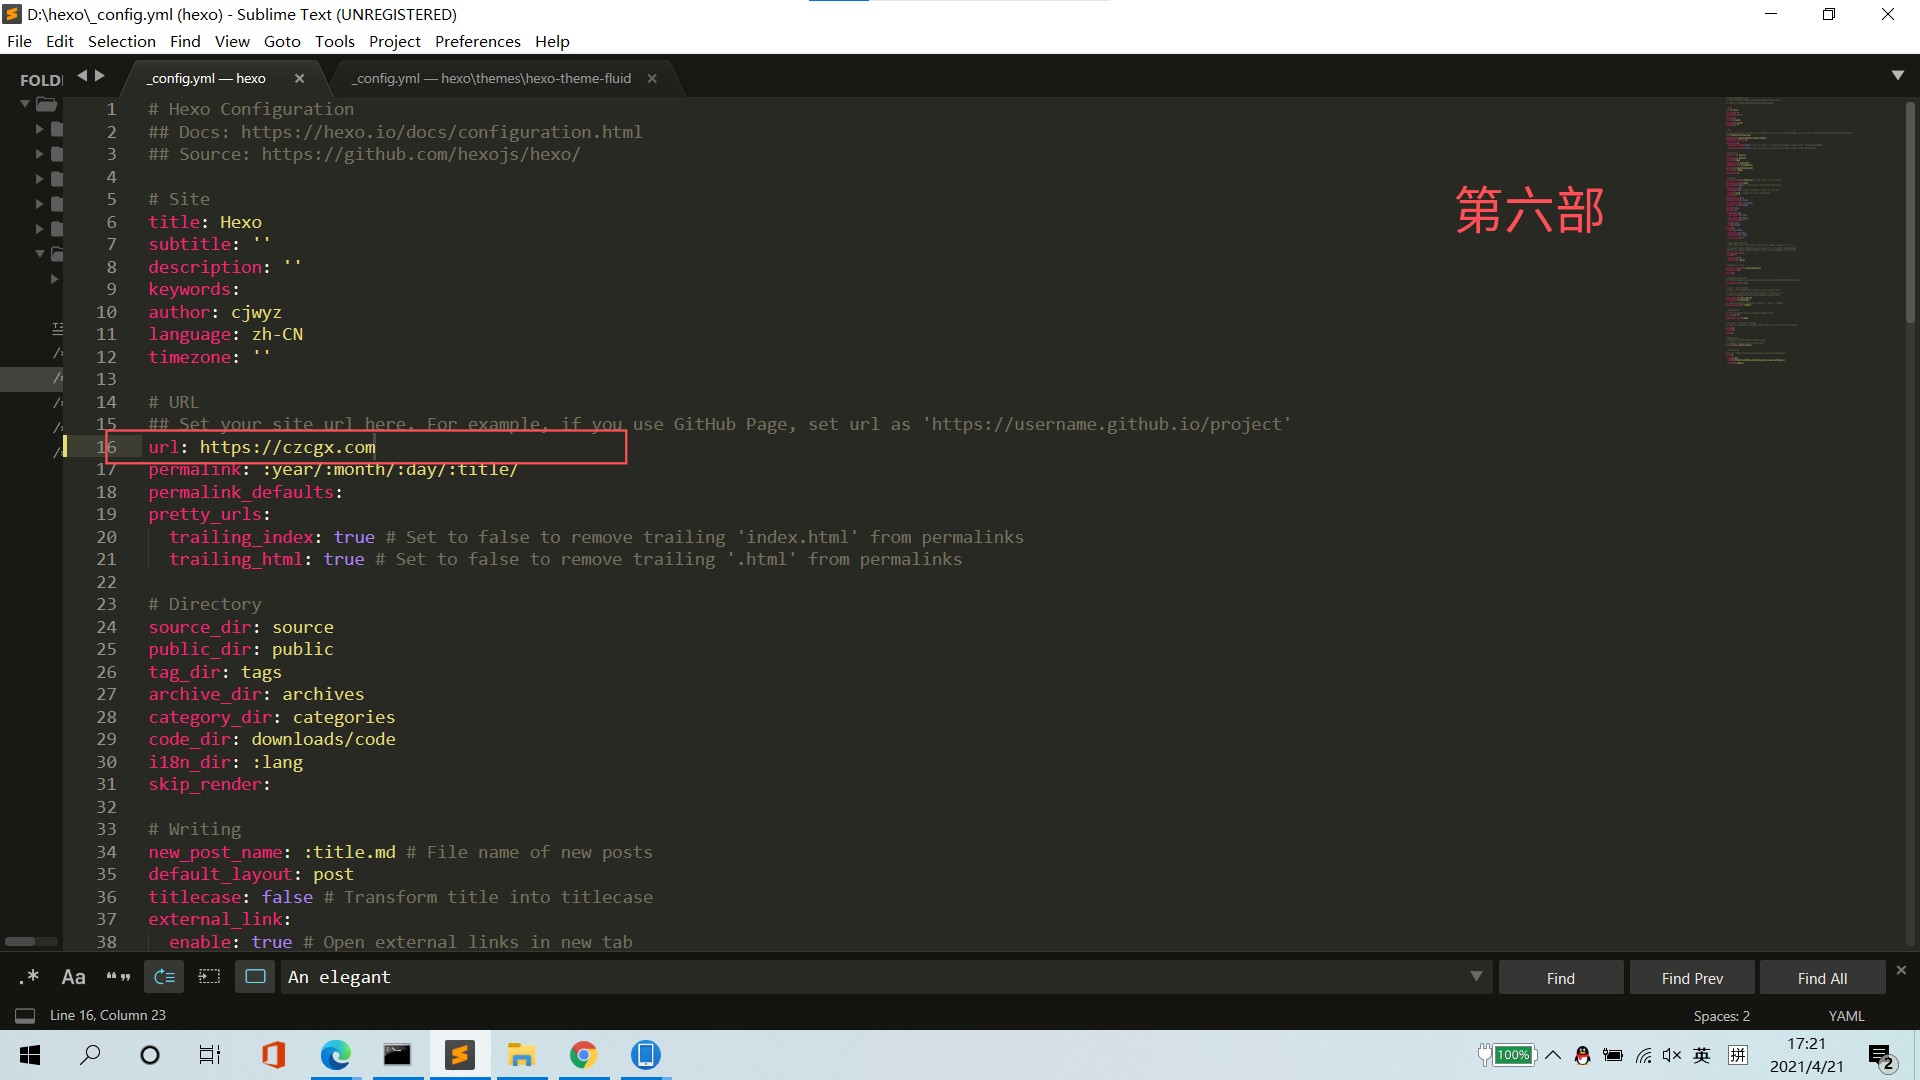 D:\hexo\_config.yml (hexo) - Sublime Text (UNREGISTERED)
File Edit Selection Find View Goto Tools Project Preferences Help
FOLD
_config.yml — hexo
_config.yml — hexo\themes\hexo-theme-fluid
1 # Hexo Configuration
2 ## Docs: https://hexo.io/docs/configuration.html
3 ## Source: https://github.com/hexojs/hexo/
4
5 # Site
6 title: Hexo
7 subtitle: ''
8 description: ''
9 keywords:
10 author: cjwyz
11 language: zh-CN
12 timezone: ''
13
14 # URL
15 ## Set your site url here. For example, if you use GitHub Page, set url as 'https://username.github.io/project'
16 url: https://czcgx.com
17 permalink: :year/:month/:day/:title/
18 permalink_defaults:
19 pretty_urls:
20 trailing_index: true # Set to false to remove trailing 'index.html' from permalinks
21 trailing_html: true # Set to false to remove trailing '.html' from permalinks
22
23 # Directory
24 source_dir: source
25 public_dir: public
26 tag_dir: tags
27 archive_dir: archives
28 category_dir: categories
29 code_dir: downloads/code
30 i18n_dir: :lang
31 skip_render:
32
33 # Writing
34 new_post_name: :title.md # File name of new posts
35 default_layout: post
36 titlecase: false # Transform title into titlecase
37 external_link:
38 enable: true # Open external links in new tab
第六部
.* Aa “” An elegant Find Find Prev Find All
Line 16, Column 23 Spaces: 2 YAML
100% 英 拼 17:21
2021/4/21 2